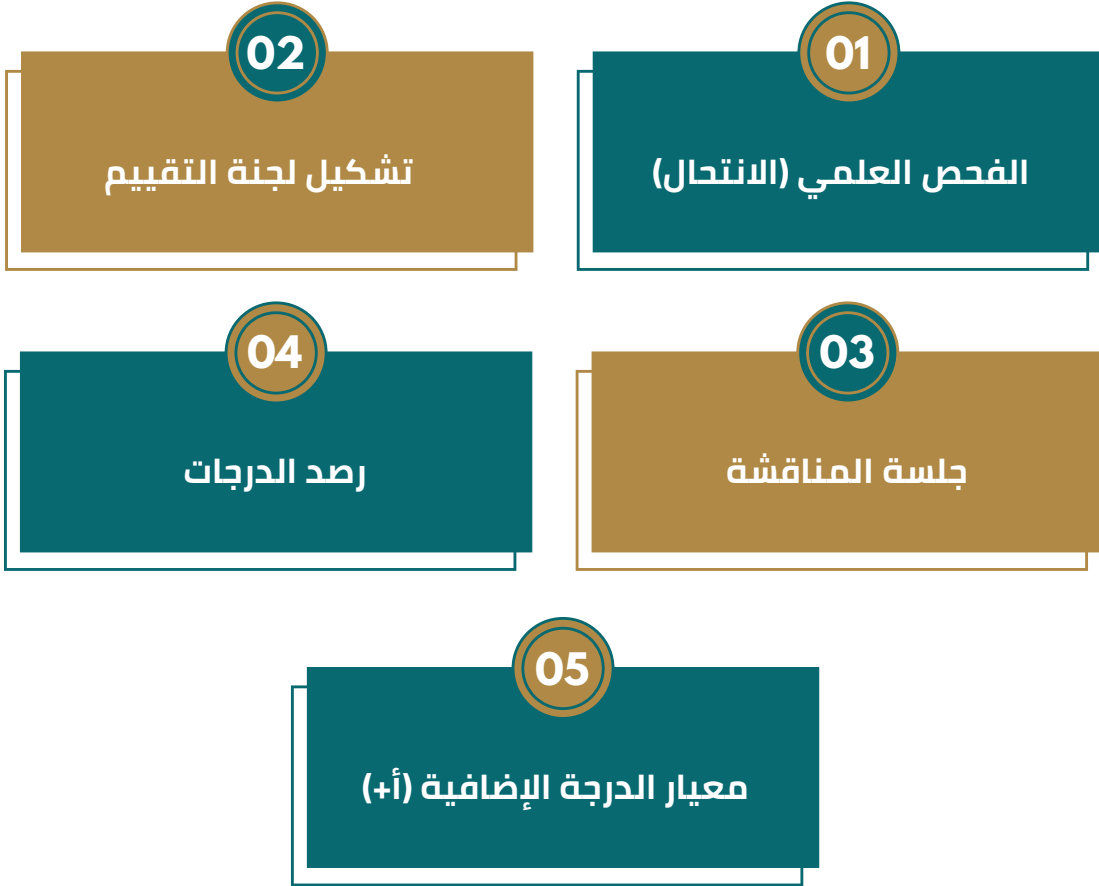 01
الفحص العلمي (الانتحال)
02
تشكيل لجنة التقييم
03
جلسة المناقشة
04
رصد الدرجات
05
معيار الدرجة الإضافية (أ+)